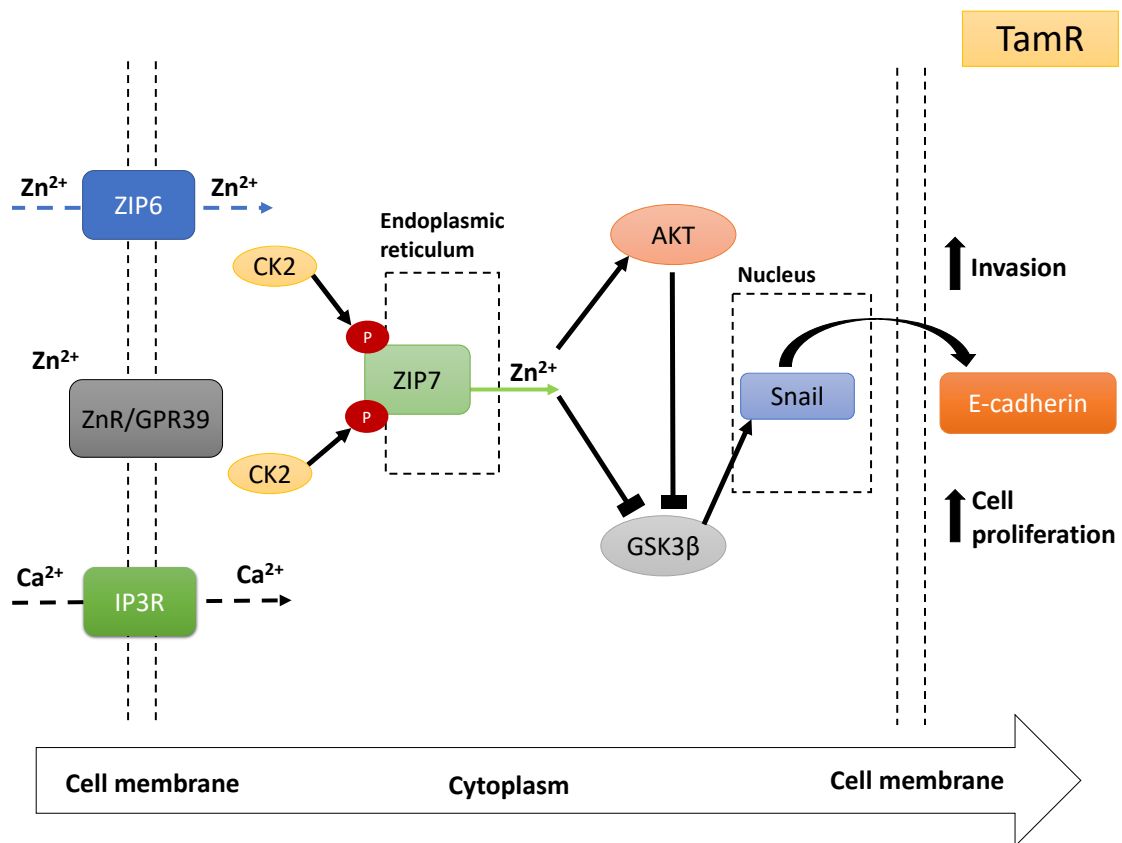 TamR
Zn²⁺
Zn²⁺
ZIP6
Endoplasmic
reticulum
CK2
AKT
Nucleus
Invasion
P
Zn²⁺
ZIP7
Zn²⁺
Snail
E-cadherin
ZnR/GPR39
P
CK2
Cell
proliferation
GSK3β
Ca²⁺
Ca²⁺
IP3R
Cell membrane
Cytoplasm
Cell membrane